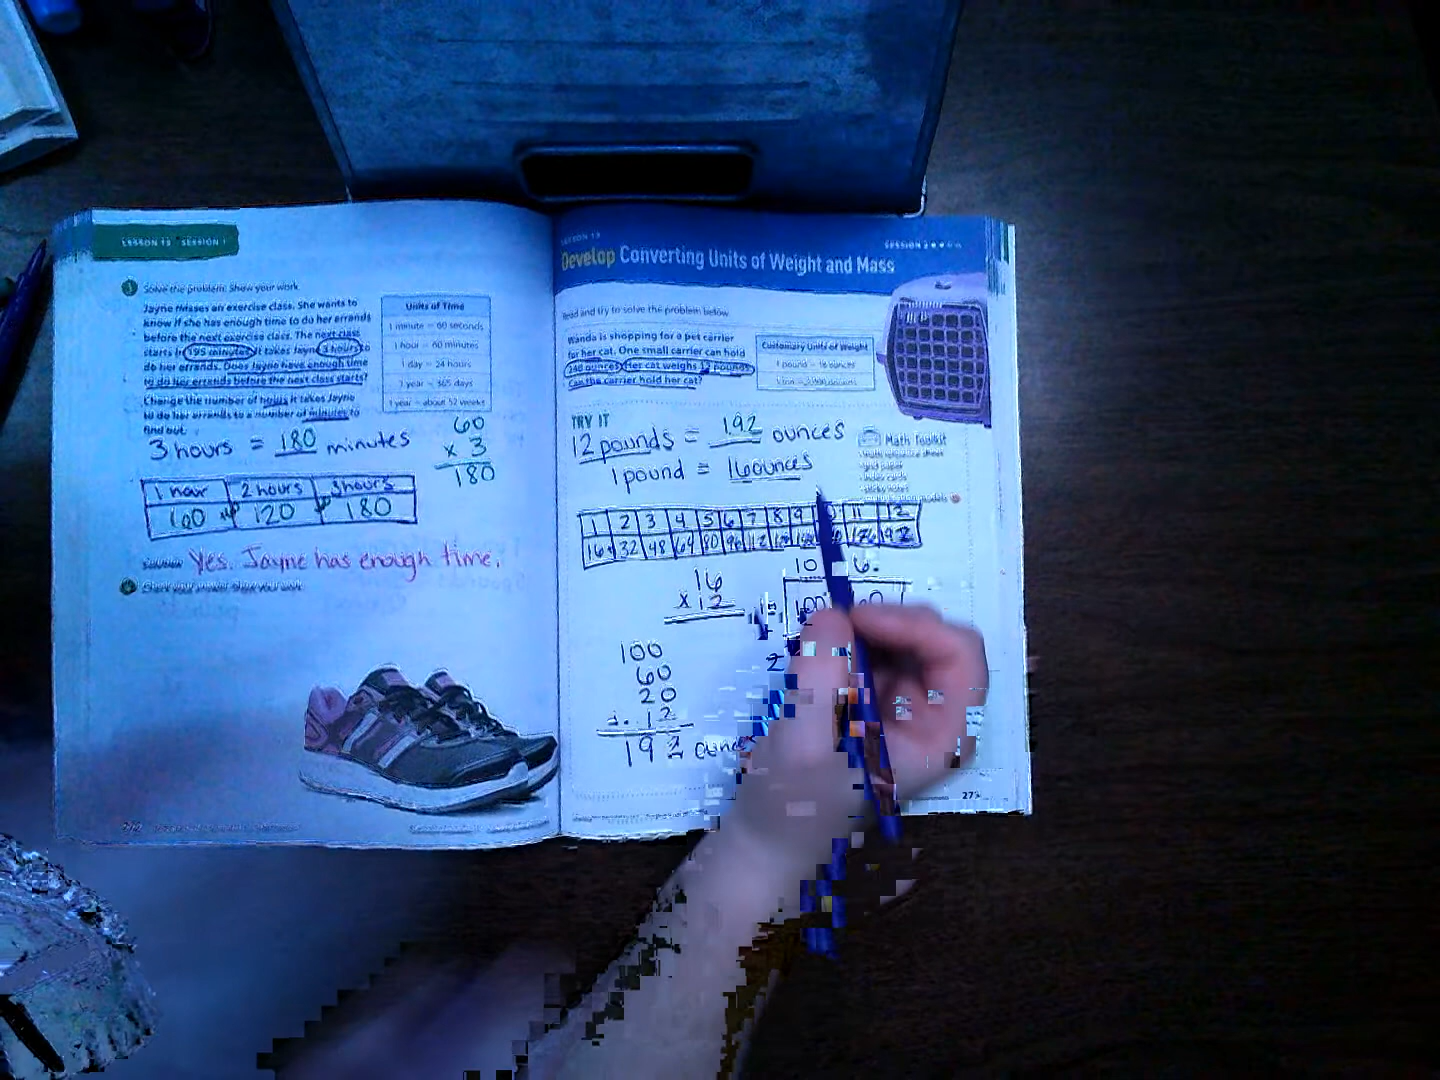 LESSON 13 SESSION 1
Solve the problem. Show your work.
Jayne misses an exercise class. She wants to
know if she has enough time to do her errands
before the next exercise class. The next class
starts in 195 minutes. It takes Jayne 3 hours to
do her errands. Does Jayne have enough time
to do her errands before the next class starts?
Change the number of hours it takes Jayne
to do her errands to a number of minutes to
find out.
Units of Time
1 minute = 60 seconds
1 hour = 60 minutes
1 day = 24 hours
1 year = 365 days
1 year = about 52 weeks
3 hours = 180 minutes
60
x 3
180
1 hour 2 hours 3 hours
60 120 180
Yes. Jayne has enough time.
Check your answer. Show your work.
LESSON 13
SESSION 2
Develop Converting Units of Weight and Mass
Read and try to solve the problem below.
Wanda is shopping for a pet carrier
for her cat. One small carrier can hold
240 ounces. Her cat weighs 12 pounds.
Can the carrier hold her cat?
Customary Units of Weight
1 pound = 16 ounces
TRY IT
12 pounds = 192 ounces
1 pound = 16 ounces
Math Toolkit
1 2 3 4 5 6 7 8 9 11 12
16 32 48 64 80 96 112 176 192
16
x 12
10 6
100
100
60
20
12
192 ounces